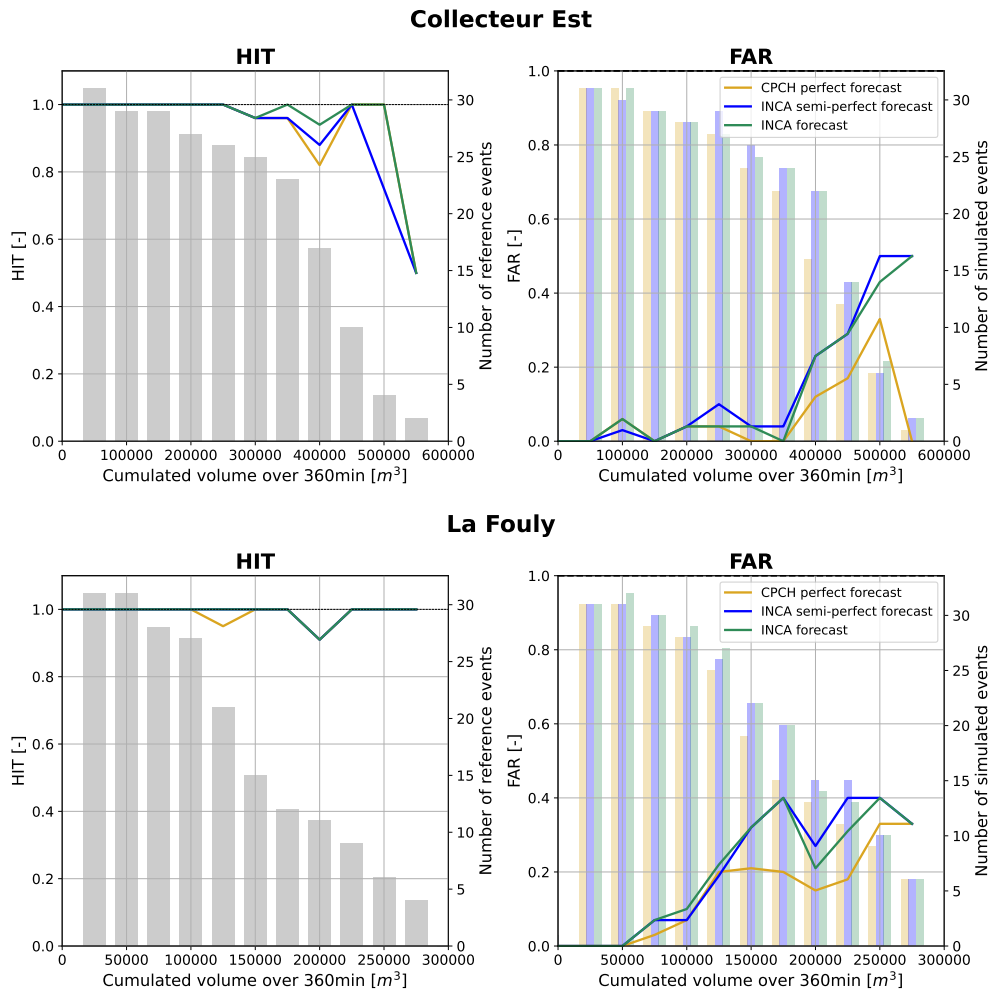 Collecteur Est
HIT
FAR
1.0
0.8
0.6
0.4
0.2
0.0
HIT [-]
30
25
20
15
10
5
0
Number of reference events
0 100000 200000 300000 400000 500000 600000
Cumulated volume over 360min [m³]
1.0
0.8
0.6
0.4
0.2
0.0
FAR [-]
CPCH perfect forecast
INCA semi-perfect forecast
INCA forecast
30
25
20
15
10
5
0
Number of simulated events
0 100000 200000 300000 400000 500000 600000
Cumulated volume over 360min [m³]
La Fouly
HIT
FAR
1.0
0.8
0.6
0.4
0.2
0.0
HIT [-]
30
25
20
15
10
5
0
Number of reference events
0 50000 100000 150000 200000 250000 300000
Cumulated volume over 360min [m³]
1.0
0.8
0.6
0.4
0.2
0.0
FAR [-]
CPCH perfect forecast
INCA semi-perfect forecast
INCA forecast
30
25
20
15
10
5
0
Number of simulated events
0 50000 100000 150000 200000 250000 300000
Cumulated volume over 360min [m³]